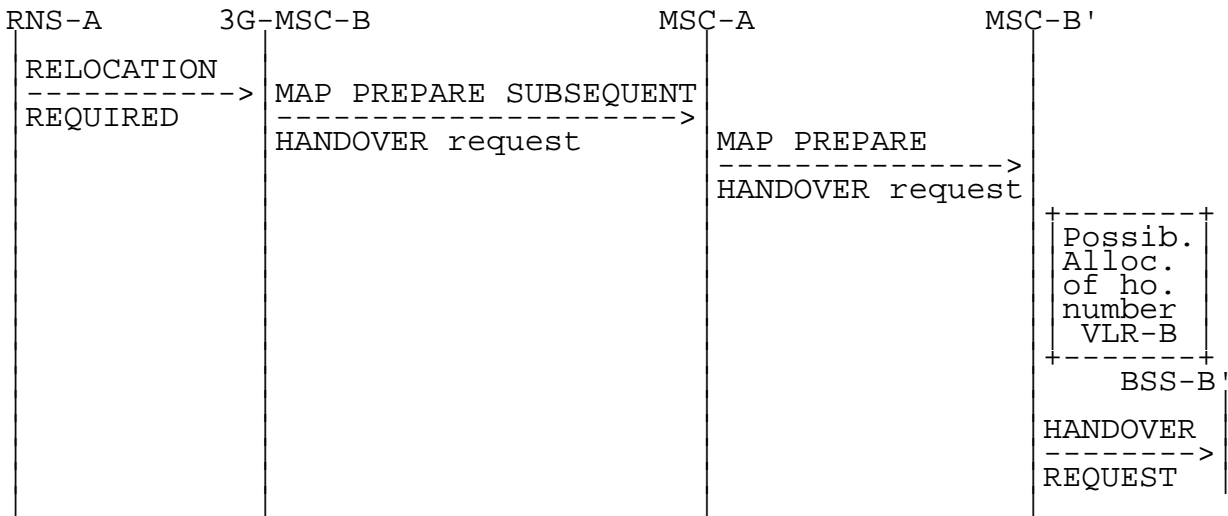 RNS-A 3G-MSC-B MSC-A MSC-B'
RELOCATION
REQUIRED
MAP PREPARE SUBSEQUENT
HANDOVER request
MAP PREPARE
HANDOVER request
Possib.
Alloc.
of ho.
number
VLR-B
BSS-B'
HANDOVER
REQUEST